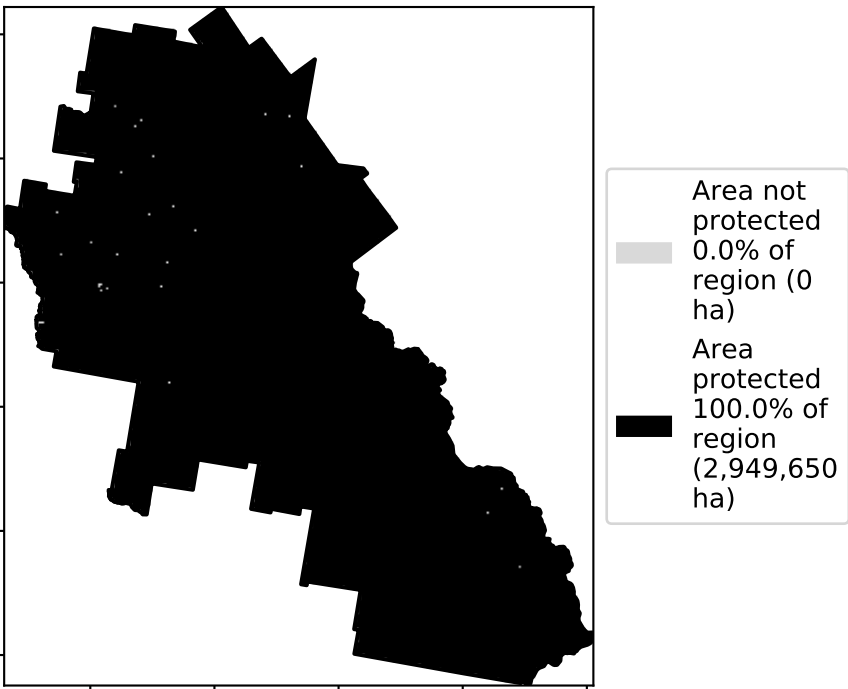 Area not
protected
0.0% of
region (0
ha)
Area
protected
100.0% of
region
(2,949,650
ha)